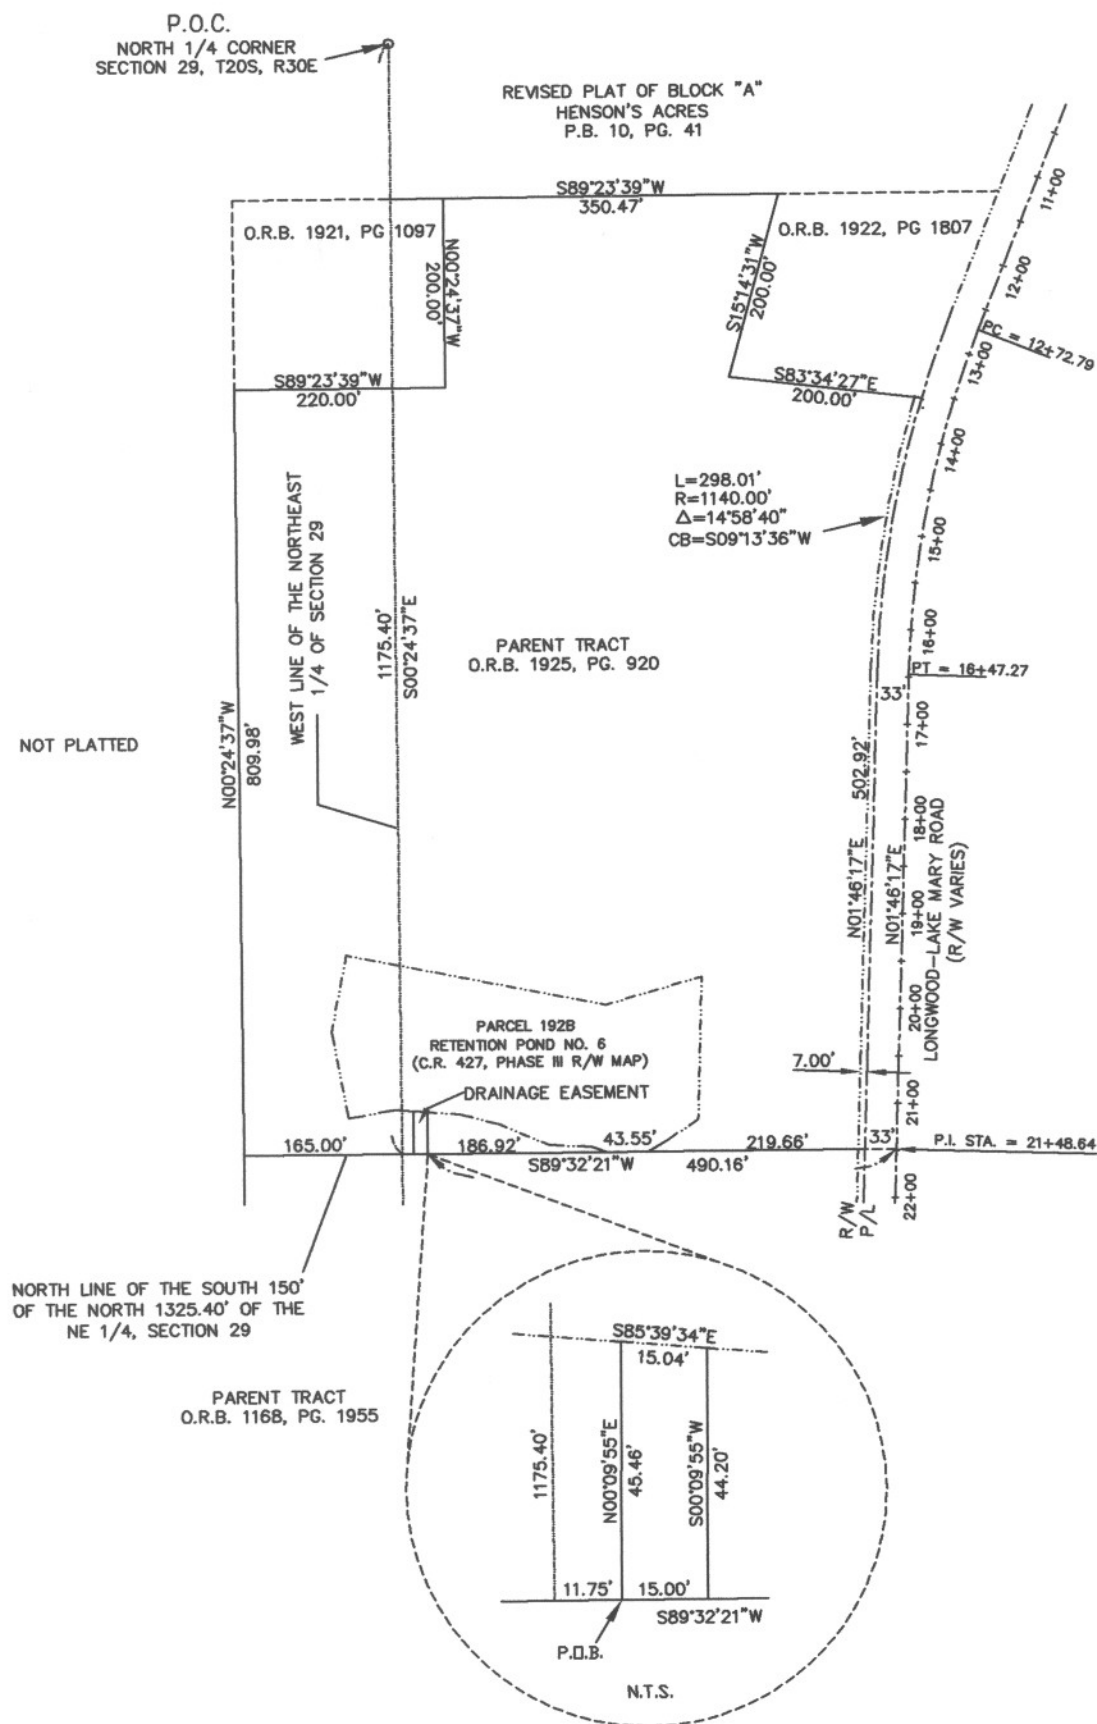 P.O.C.
NORTH 1/4 CORNER
SECTION 29, T20S, R30E
REVISED PLAT OF BLOCK "A"
HENSON'S ACRES
P.B. 10, PG. 41
S89°23'39"W
350.47'
O.R.B. 1921, PG 1097
N00°24'37"W
200.00'
O.R.B. 1922, PG 1807
S15°14'31"W
200.00'
11+00
12+00
PC = 12+72.79
13+00
S89°23'39"W
220.00'
S83°34'27"E
200.00'
14+00
L=298.01'
R=1140.00'
Δ=14°58'40"
CB=S09°13'36"W
15+00
WEST LINE OF THE NORTHEAST
1/4 OF SECTION 29
1175.40'
S00°24'37"E
PARENT TRACT
O.R.B. 1925, PG. 920
16+00
PT = 16+47.27
33'
17+00
NOT PLATTED
N00°24'37"W
809.98'
502.92'
N01°46'17"E
N01°46'17"E
18+00
19+00
LONGWOOD-LAKE MARY ROAD
(R/W VARIES)
20+00
PARCEL 192B
RETENTION POND NO. 6
(C.R. 427, PHASE III R/W MAP)
DRAINAGE EASEMENT
7.00'
21+00
165.00'
186.92'
43.55'
219.66'
33'
P.I. STA. = 21+48.64
S89°32'21"W
490.16'
22+00
R/W
P/L
NORTH LINE OF THE SOUTH 150'
OF THE NORTH 1325.40' OF THE
NE 1/4, SECTION 29
PARENT TRACT
O.R.B. 1168, PG. 1955
S85°39'34"E
15.04'
1175.40'
N00°09'55"E
45.46'
S00°09'55"W
44.20'
11.75'
15.00'
S89°32'21"W
P.O.B.
N.T.S.